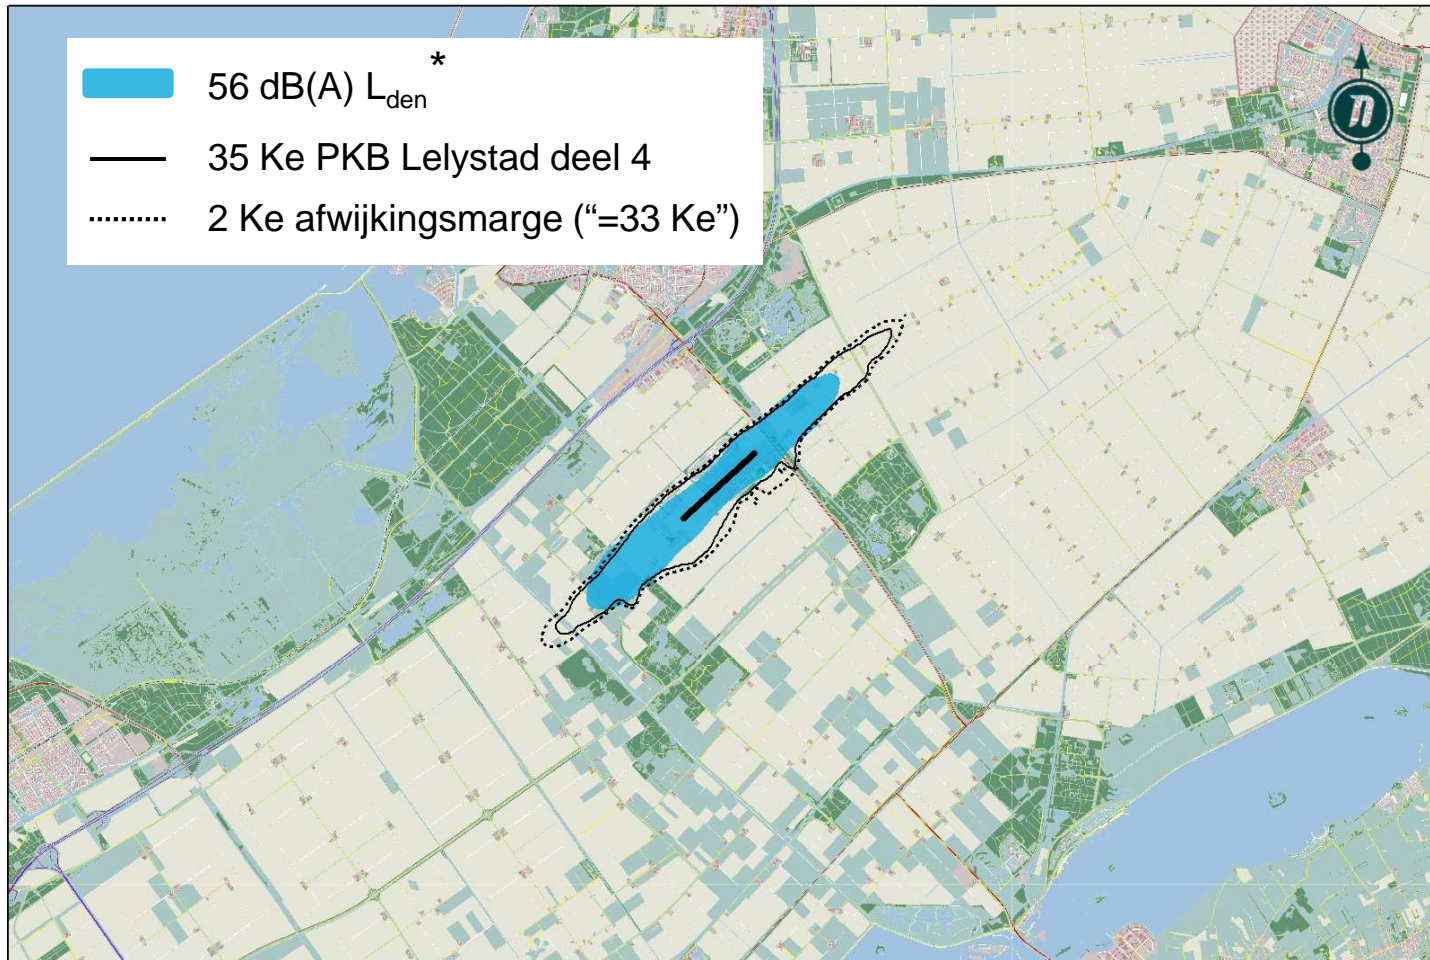 56 dB(A) Lden*
35 Ke PKB Lelystad deel 4
2 Ke afwijkingsmarge (“=33 Ke”)